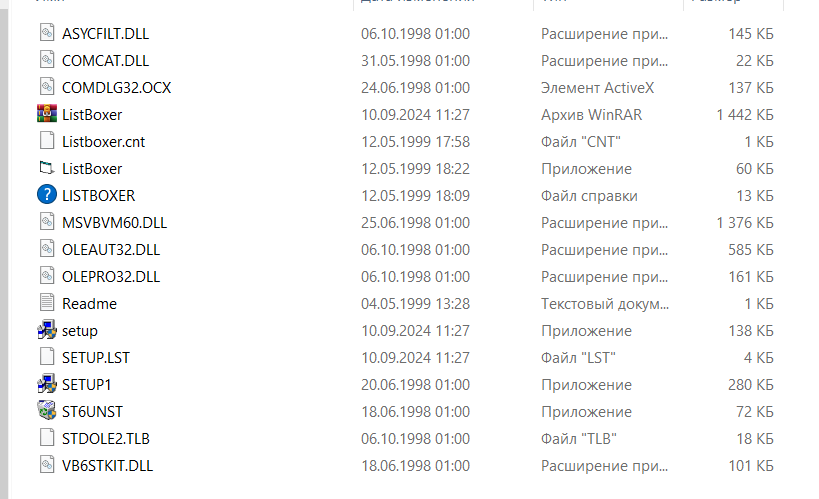 ASYCFILT.DLL 06.10.1998 01:00 Расширение при... 145 КБ
COMCAT.DLL 31.05.1998 01:00 Расширение при... 22 КБ
COMDLG32.OCX 24.06.1998 01:00 Элемент ActiveX 137 КБ
ListBoxer 10.09.2024 11:27 Архив WinRAR 1 442 КБ
Listboxer.cnt 12.05.1999 17:58 Файл "CNT" 1 КБ
ListBoxer 12.05.1999 18:22 Приложение 60 КБ
LISTBOXER 12.05.1999 18:09 Файл справки 13 КБ
MSVBVM60.DLL 25.06.1998 01:00 Расширение при... 1 376 КБ
OLEAUT32.DLL 06.10.1998 01:00 Расширение при... 585 КБ
OLEPRO32.DLL 06.10.1998 01:00 Расширение при... 161 КБ
Readme 04.05.1999 13:28 Текстовый докум... 1 КБ
setup 10.09.2024 11:27 Приложение 138 КБ
SETUP.LST 10.09.2024 11:27 Файл "LST" 4 КБ
SETUP1 20.06.1998 01:00 Приложение 280 КБ
ST6UNST 18.06.1998 01:00 Приложение 72 КБ
STDOLE2.TLB 06.10.1998 01:00 Файл "TLB" 18 КБ
VB6STKIT.DLL 18.06.1998 01:00 Расширение при... 101 КБ